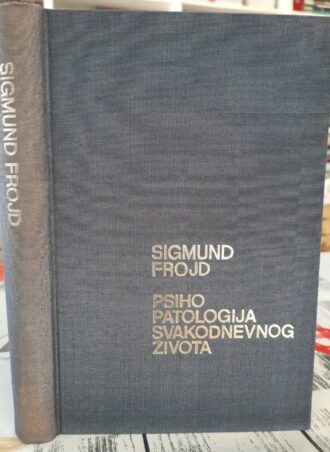 SIGMUND FROJD
SIGMUND
FROJD
PSIHO
PATOLOGIJA
SVAKODNEVNOG
ŽIVOTA